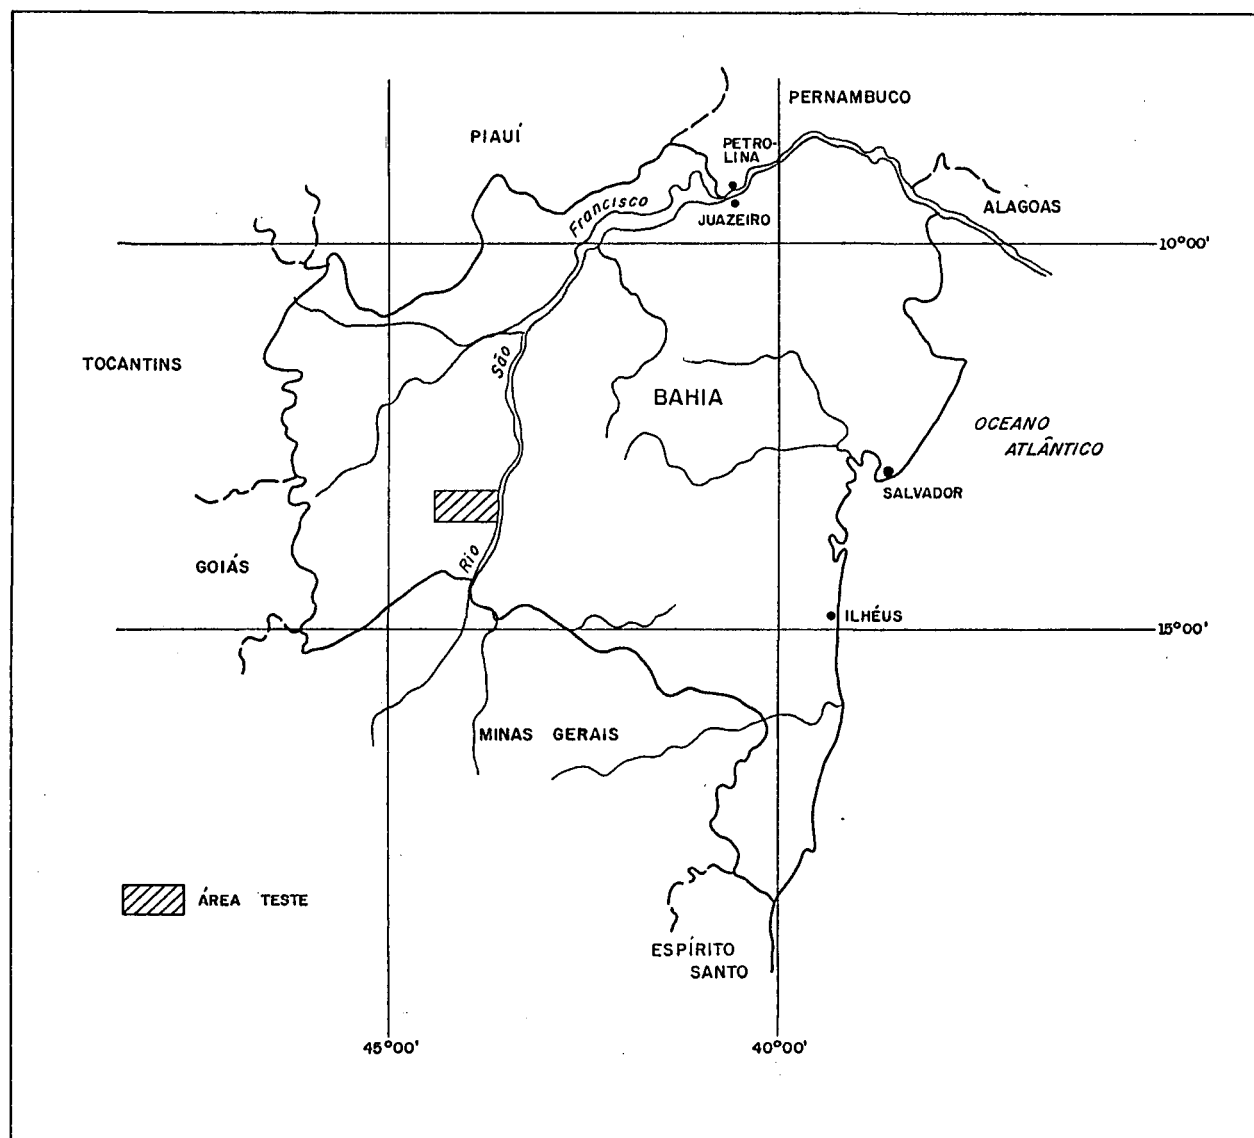 PERNAMBUCO
PIAUÍ
PETRO-
LINA
Francisco
JUAZEIRO
ALAGOAS
10°00'
TOCANTINS
São
BAHIA
OCEANO
ATLÂNTICO
SALVADOR
Rio
GOIÁS
ILHÉUS
15°00'
MINAS GERAIS
ÁREA TESTE
ESPÍRITO
SANTO
45°00'
40°00'